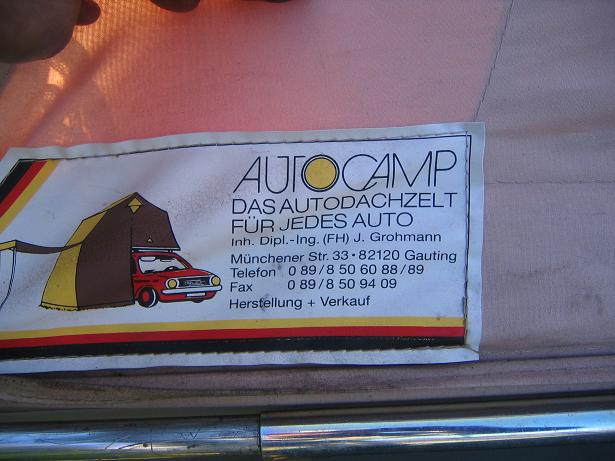 AUTOCAMP
DAS AUTODACHZELT
FÜR JEDES AUTO
Inh. Dipl.-Ing. (FH) J. Grohmann
Münchener Str. 33 • 82120 Gauting
Telefon 0 89/8 50 60 88/89
Fax 0 89/8 50 94 09
Herstellung + Verkauf